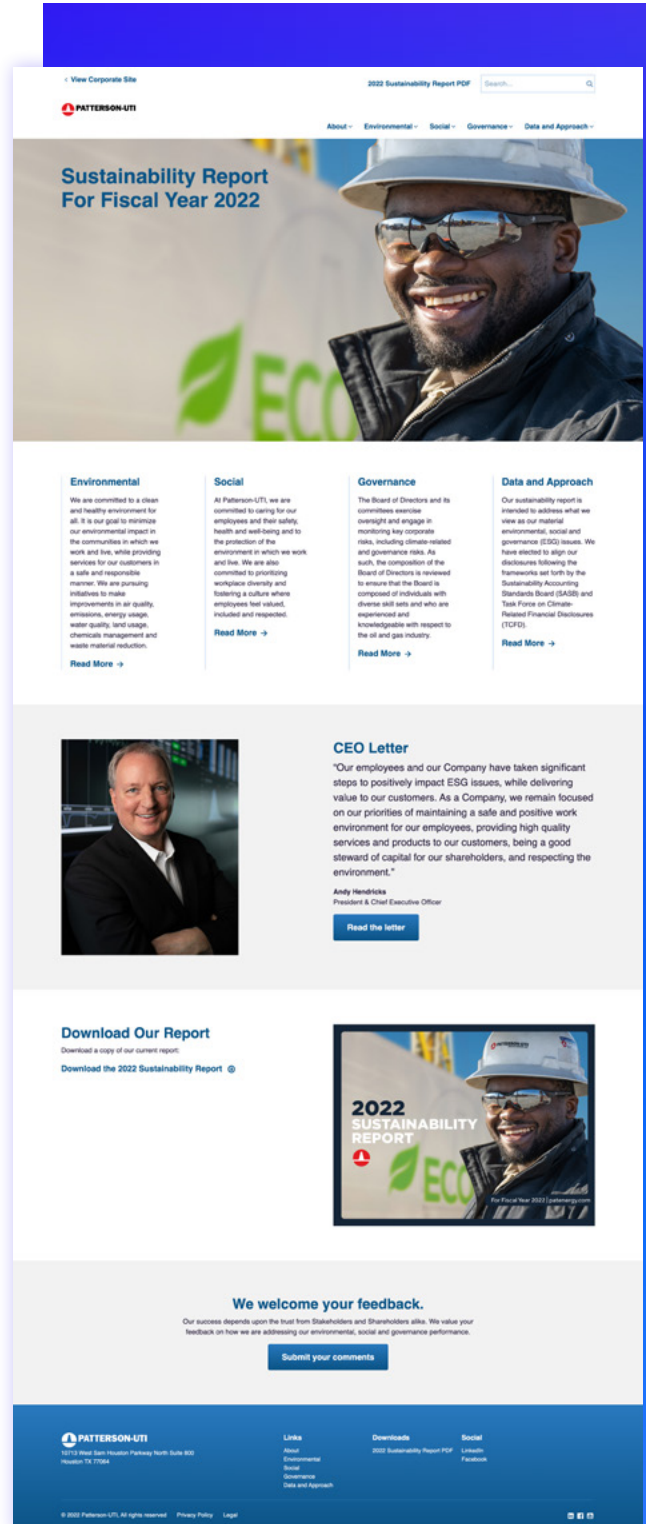 ‹ View Corporate Site
2022 Sustainability Report PDF
Search...
PATTERSON-UTI
About
Environmental
Social
Governance
Data and Approach
Sustainability Report
For Fiscal Year 2022
ECO
Environmental
We are committed to a clean
and healthy environment for
all. It is our goal to minimize
our environmental impact in
the communities in which we
work and live, while providing
services for our customers in
a safe and responsible
manner. We are pursuing
initiatives to make
improvements in air quality,
emissions, energy usage,
water quality, land usage,
chemicals management and
waste material reduction.
Read More →
Social
At Patterson-UTI, we are
committed to caring for our
employees and their safety,
health and well-being and to
the protection of the
environment in which we work
and live. We are also
committed to prioritizing
workplace diversity and
fostering a culture where
employees feel valued,
included and respected.
Read More →
Governance
The Board of Directors and its
committees exercise
oversight and engage in
monitoring key corporate
risks, including climate-related
and governance risks. As
such, the composition of the
Board of Directors is reviewed
to ensure that the Board is
composed of individuals with
diverse skill sets and who are
experienced and
knowledgeable with respect to
the oil and gas industry.
Read More →
Data and Approach
Our sustainability report is
intended to address what we
view as our material
environmental, social and
governance (ESG) issues. We
have elected to align our
disclosures following the
frameworks set forth by the
Sustainability Accounting
Standards Board (SASB) and
Task Force on Climate-
Related Financial Disclosures
(TCFD).
Read More →
CEO Letter
"Our employees and our Company have taken significant
steps to positively impact ESG issues, while delivering
value to our customers. As a Company, we remain focused
on our priorities of maintaining a safe and positive work
environment for our employees, providing high quality
services and products to our customers, being a good
steward of capital for our shareholders, and respecting the
environment."
Andy Hendricks
President & Chief Executive Officer
Read the letter
Download Our Report
Download a copy of our current report:
Download the 2022 Sustainability Report
PATTERSON-UTI
2022
SUSTAINABILITY
REPORT
ECO
For Fiscal Year 2022 | patenergy.com
We welcome your feedback.
Our success depends upon the trust from Stakeholders and Shareholders alike. We value your
feedback on how we are addressing our environmental, social and governance performance.
Submit your comments
PATTERSON-UTI
10713 West Sam Houston Parkway North Suite 800
Houston TX 77064
Links
About
Environmental
Social
Governance
Data and Approach
Downloads
2022 Sustainability Report PDF
Social
LinkedIn
Facebook
© 2022 Patterson-UTI, All rights reserved
Privacy Policy
Legal